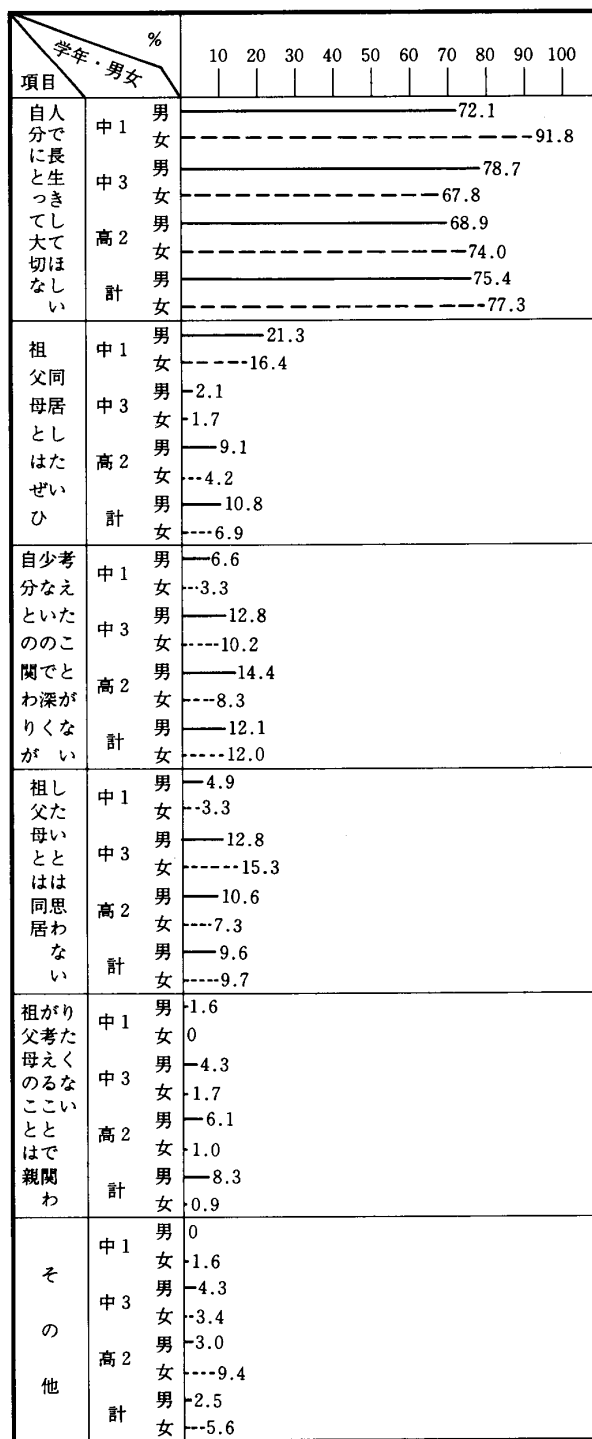 %
学年・男女
項目
10 20 30 40 50 60 70 80 90 100
自分にとって大切な
人で長生きしてほしい
中1 男 72.1
女 91.8
中3 男 78.7
女 67.8
高2 男 68.9
女 74.0
計 男 75.4
女 77.3
祖父母とはぜひ
同居したい
中1 男 21.3
女 16.4
中3 男 2.1
女 1.7
高2 男 9.1
女 4.2
計 男 10.8
女 6.9
自分との関わりが
少ないので深く
考えたことがない
中1 男 6.6
女 3.3
中3 男 12.8
女 10.2
高2 男 14.4
女 8.3
計 男 12.1
女 12.0
祖父母とは同居
したいとは思わない
中1 男 4.9
女 3.3
中3 男 12.8
女 15.3
高2 男 10.6
女 7.3
計 男 9.6
女 9.7
祖父母のことは親
が考えることで関わ
りたくない
中1 男 1.6
女 0
中3 男 4.3
女 1.7
高2 男 6.1
女 1.0
計 男 8.3
女 0.9
その他
中1 男 0
女 1.6
中3 男 4.3
女 3.4
高2 男 3.0
女 9.4
計 男 2.5
女 5.6